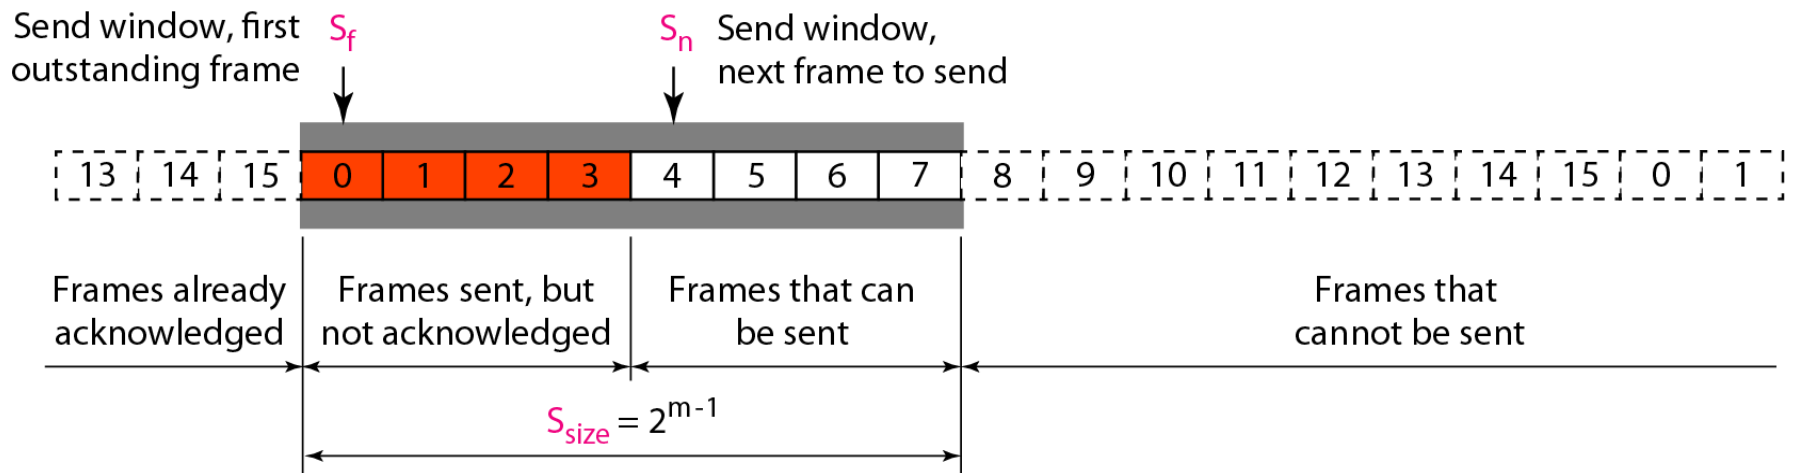 Send window, first
outstanding frame
Sf
Sn
Send window,
next frame to send
13 14 15 0 1 2 3 4 5 6 7 8 9 10 11 12 13 14 15 0 1
Frames already
acknowledged
Frames sent, but
not acknowledged
Frames that can
be sent
Frames that
cannot be sent
Ssize = 2^m-1